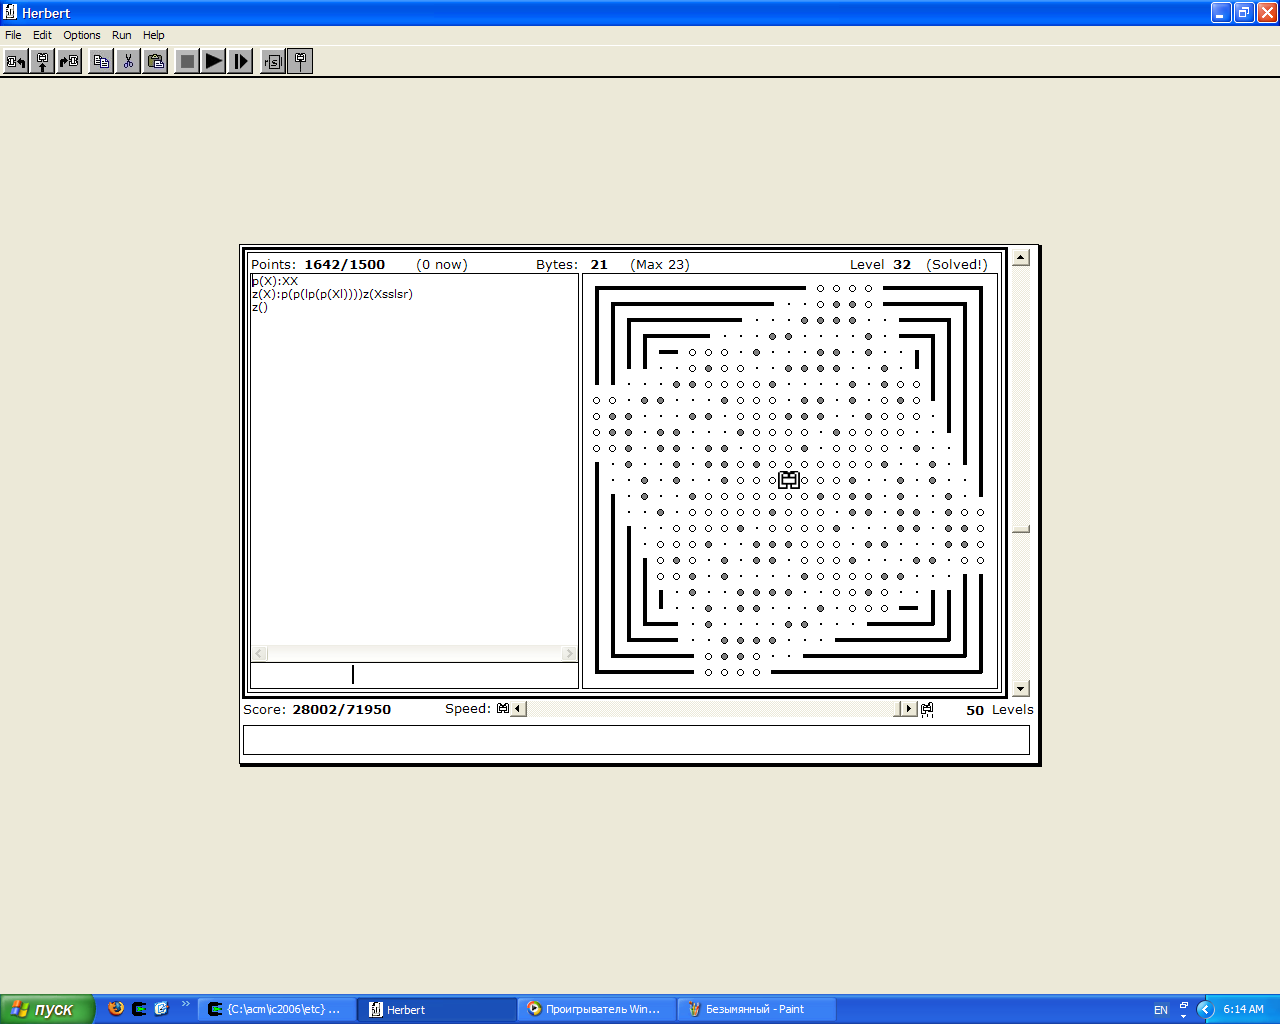 Herbert
File Edit Options Run Help
Points: 1642/1500 (0 now) Bytes: 21 (Max 23) Level 32 (Solved!)
p(X):XX
z(X):p(p(lp(p(Xl))))z(Xsslsr)
z()
Score: 28002/71950 Speed: 50 Levels
пуск {C:\acm\ic2006\etc} ... Herbert Проигрыватель Win... Безымянный - Paint EN 6:14 AM